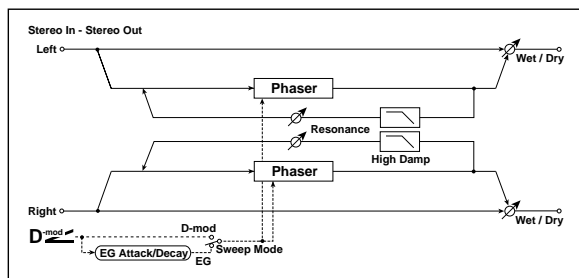 Stereo In - Stereo Out
Left
Wet / Dry
Phaser
Resonance
High Damp
Phaser
Right
Wet / Dry
D-mod
D-mod
EG Attack/Decay
EG
Sweep Mode